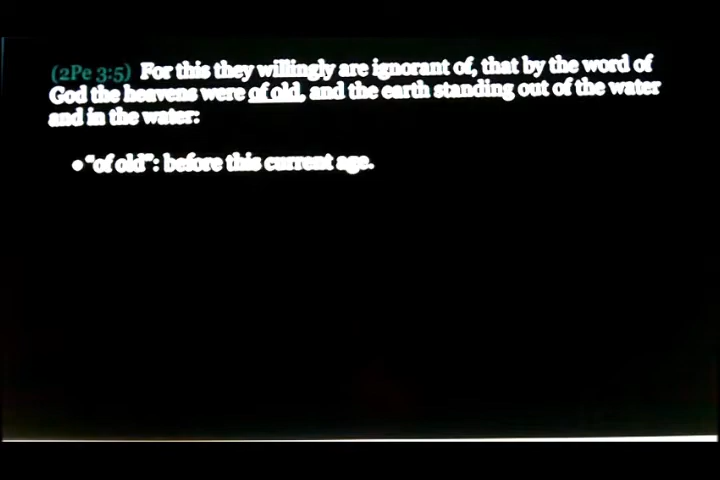 (2Pe 3:5) For this they willingly are ignorant of, that by the word of
God the heavens were of old, and the earth standing out of the water
and in the water:
• "of old": before this current age.